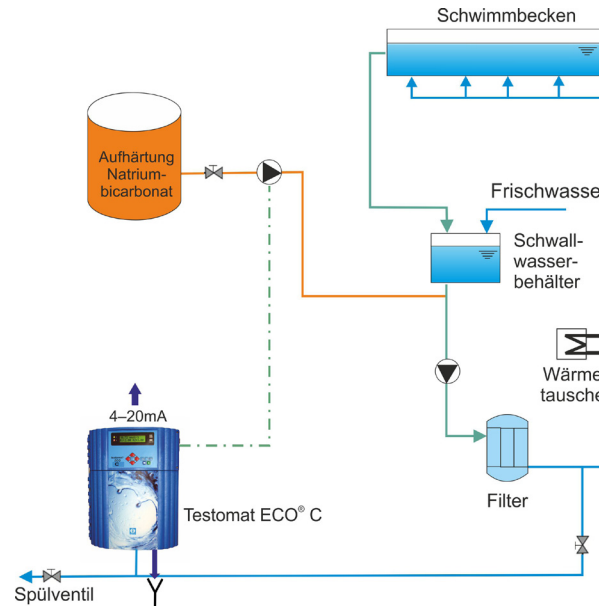 Schwimmbecken
Aufhärtung
Natrium-
bicarbonat
Frischwasse
Schwall-
wasser-
behälter
Wärme
tausche
4–20mA
Testomat ECO® C
Filter
Spülventil